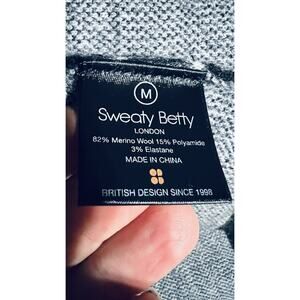 M
Sweaty Betty
LONDON
82% Merino Wool 15% Polyamide
3% Elastane
MADE IN CHINA
BRITISH DESIGN SINCE 1998